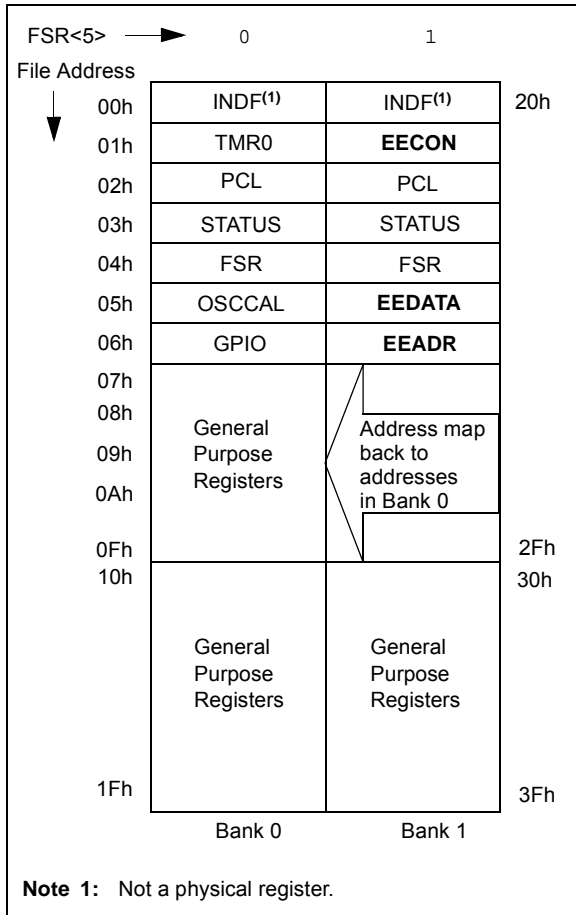 FSR<5> 0 1
File Address
00h INDF(1) INDF(1) 20h
01h TMR0 EECON
02h PCL PCL
03h STATUS STATUS
04h FSR FSR
05h OSCCAL EEDATA
06h GPIO EEADR
07h
08h
09h
0Ah
0Fh
General
Purpose
Registers
Address map
back to
addresses
in Bank 0
2Fh
10h 30h
General
Purpose
Registers
General
Purpose
Registers
1Fh 3Fh
Bank 0 Bank 1
Note 1: Not a physical register.